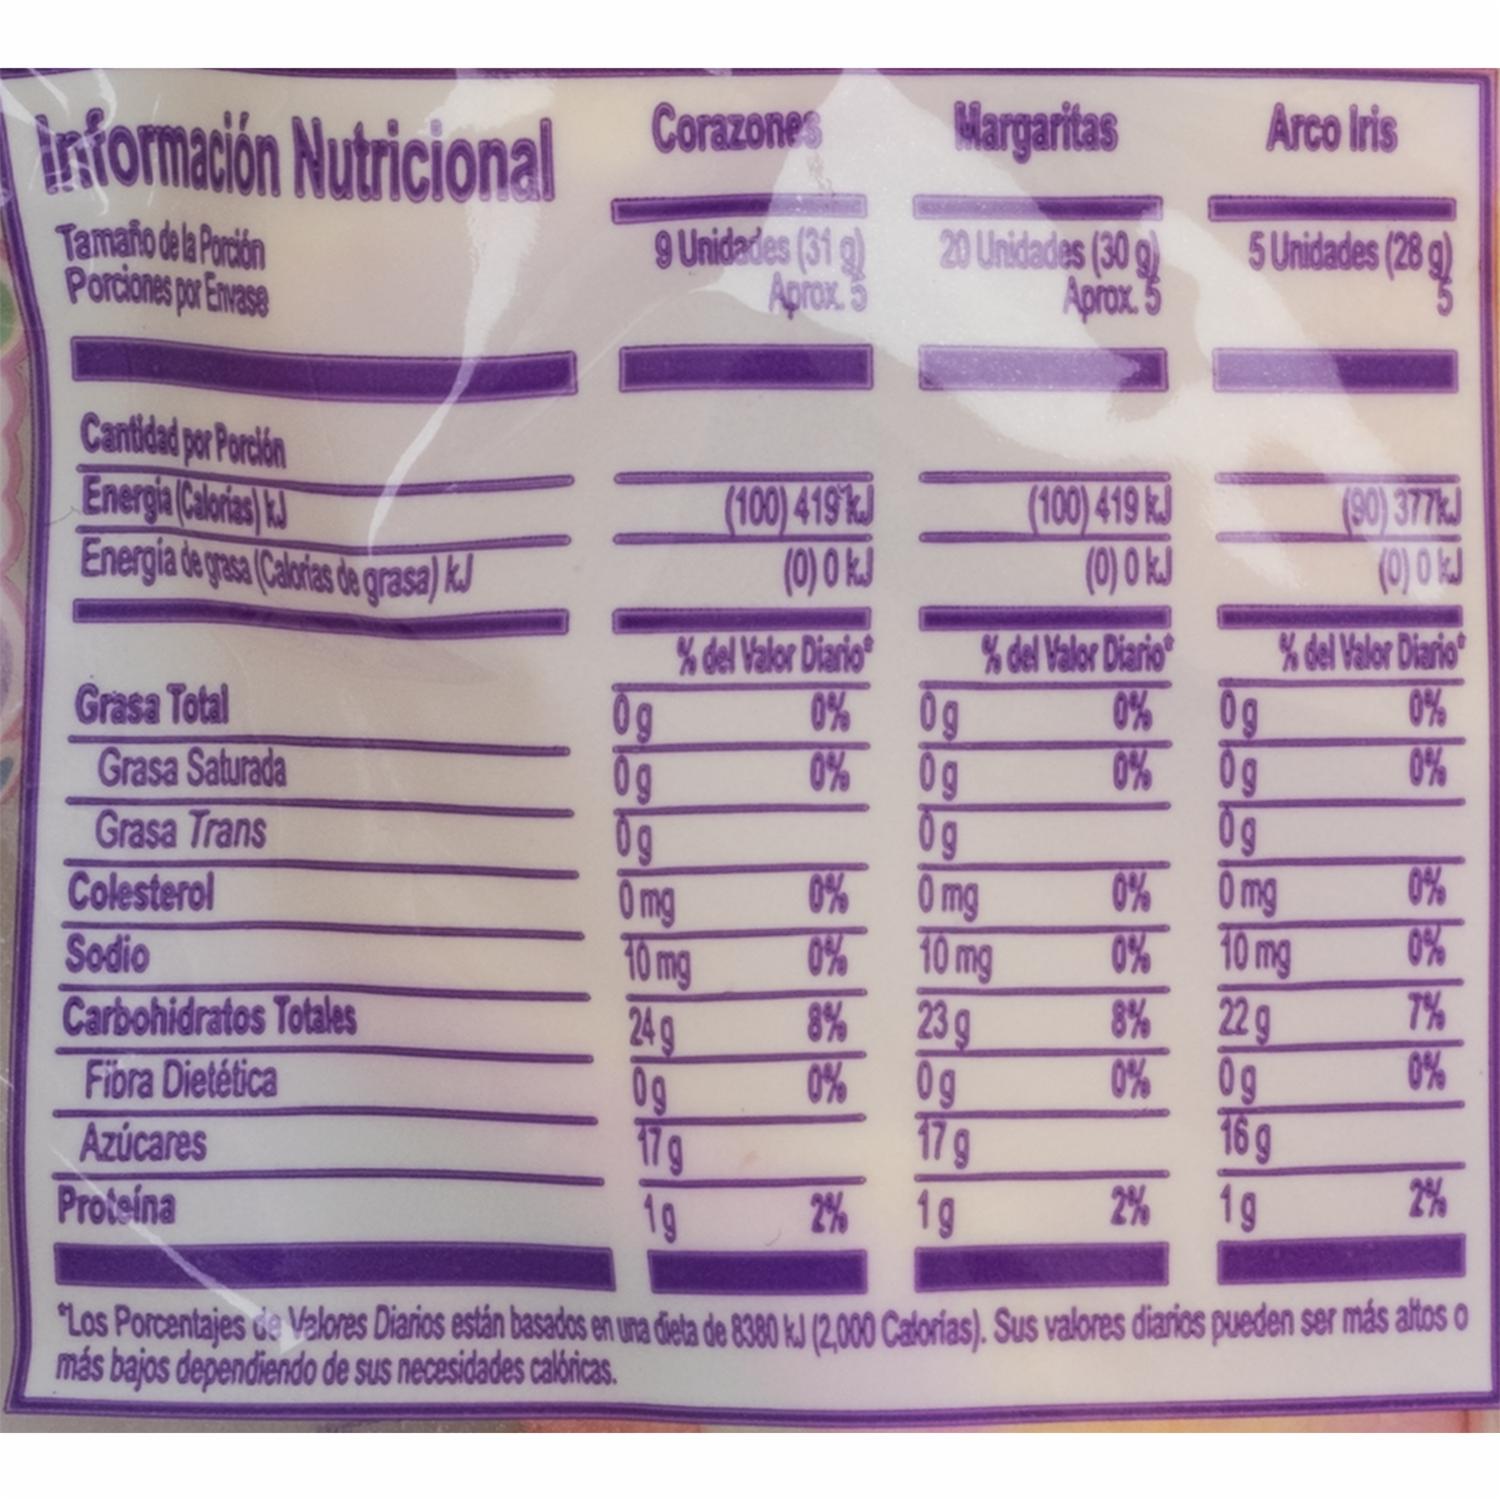 Información Nutricional Corazones Margaritas Arco Iris
Tamaño de la Porción 9 Unidades (31 g) 20 Unidades (30 g) 5 Unidades (28 g)
Porciones por Envase Aprox. 5 Aprox. 5 5
Cantidad por Porción
Energía (Calorías) kJ (100) 419 kJ (100) 419 kJ (90) 377kJ
Energía de grasa (Calorías de grasa) kJ (0) 0 kJ (0) 0 kJ (0) 0 kJ
% del Valor Diario* % del Valor Diario* % del Valor Diario*
Grasa Total 0 g 0% 0 g 0% 0 g 0%
Grasa Saturada 0 g 0% 0 g 0% 0 g 0%
Grasa Trans 0 g 0 g 0 g
Colesterol 0 mg 0% 0 mg 0% 0 mg 0%
Sodio 10 mg 0% 10 mg 0% 10 mg 0%
Carbohidratos Totales 24 g 8% 23 g 8% 22 g 7%
Fibra Dietética 0 g 0% 0 g 0% 0 g 0%
Azúcares 17 g 17 g 16 g
Proteína 1 g 2% 1 g 2% 1 g 2%
*Los Porcentajes de Valores Diarios están basados en una dieta de 8380 kJ (2,000 Calorías). Sus valores diarios pueden ser más altos o
más bajos dependiendo de sus necesidades calóricas.